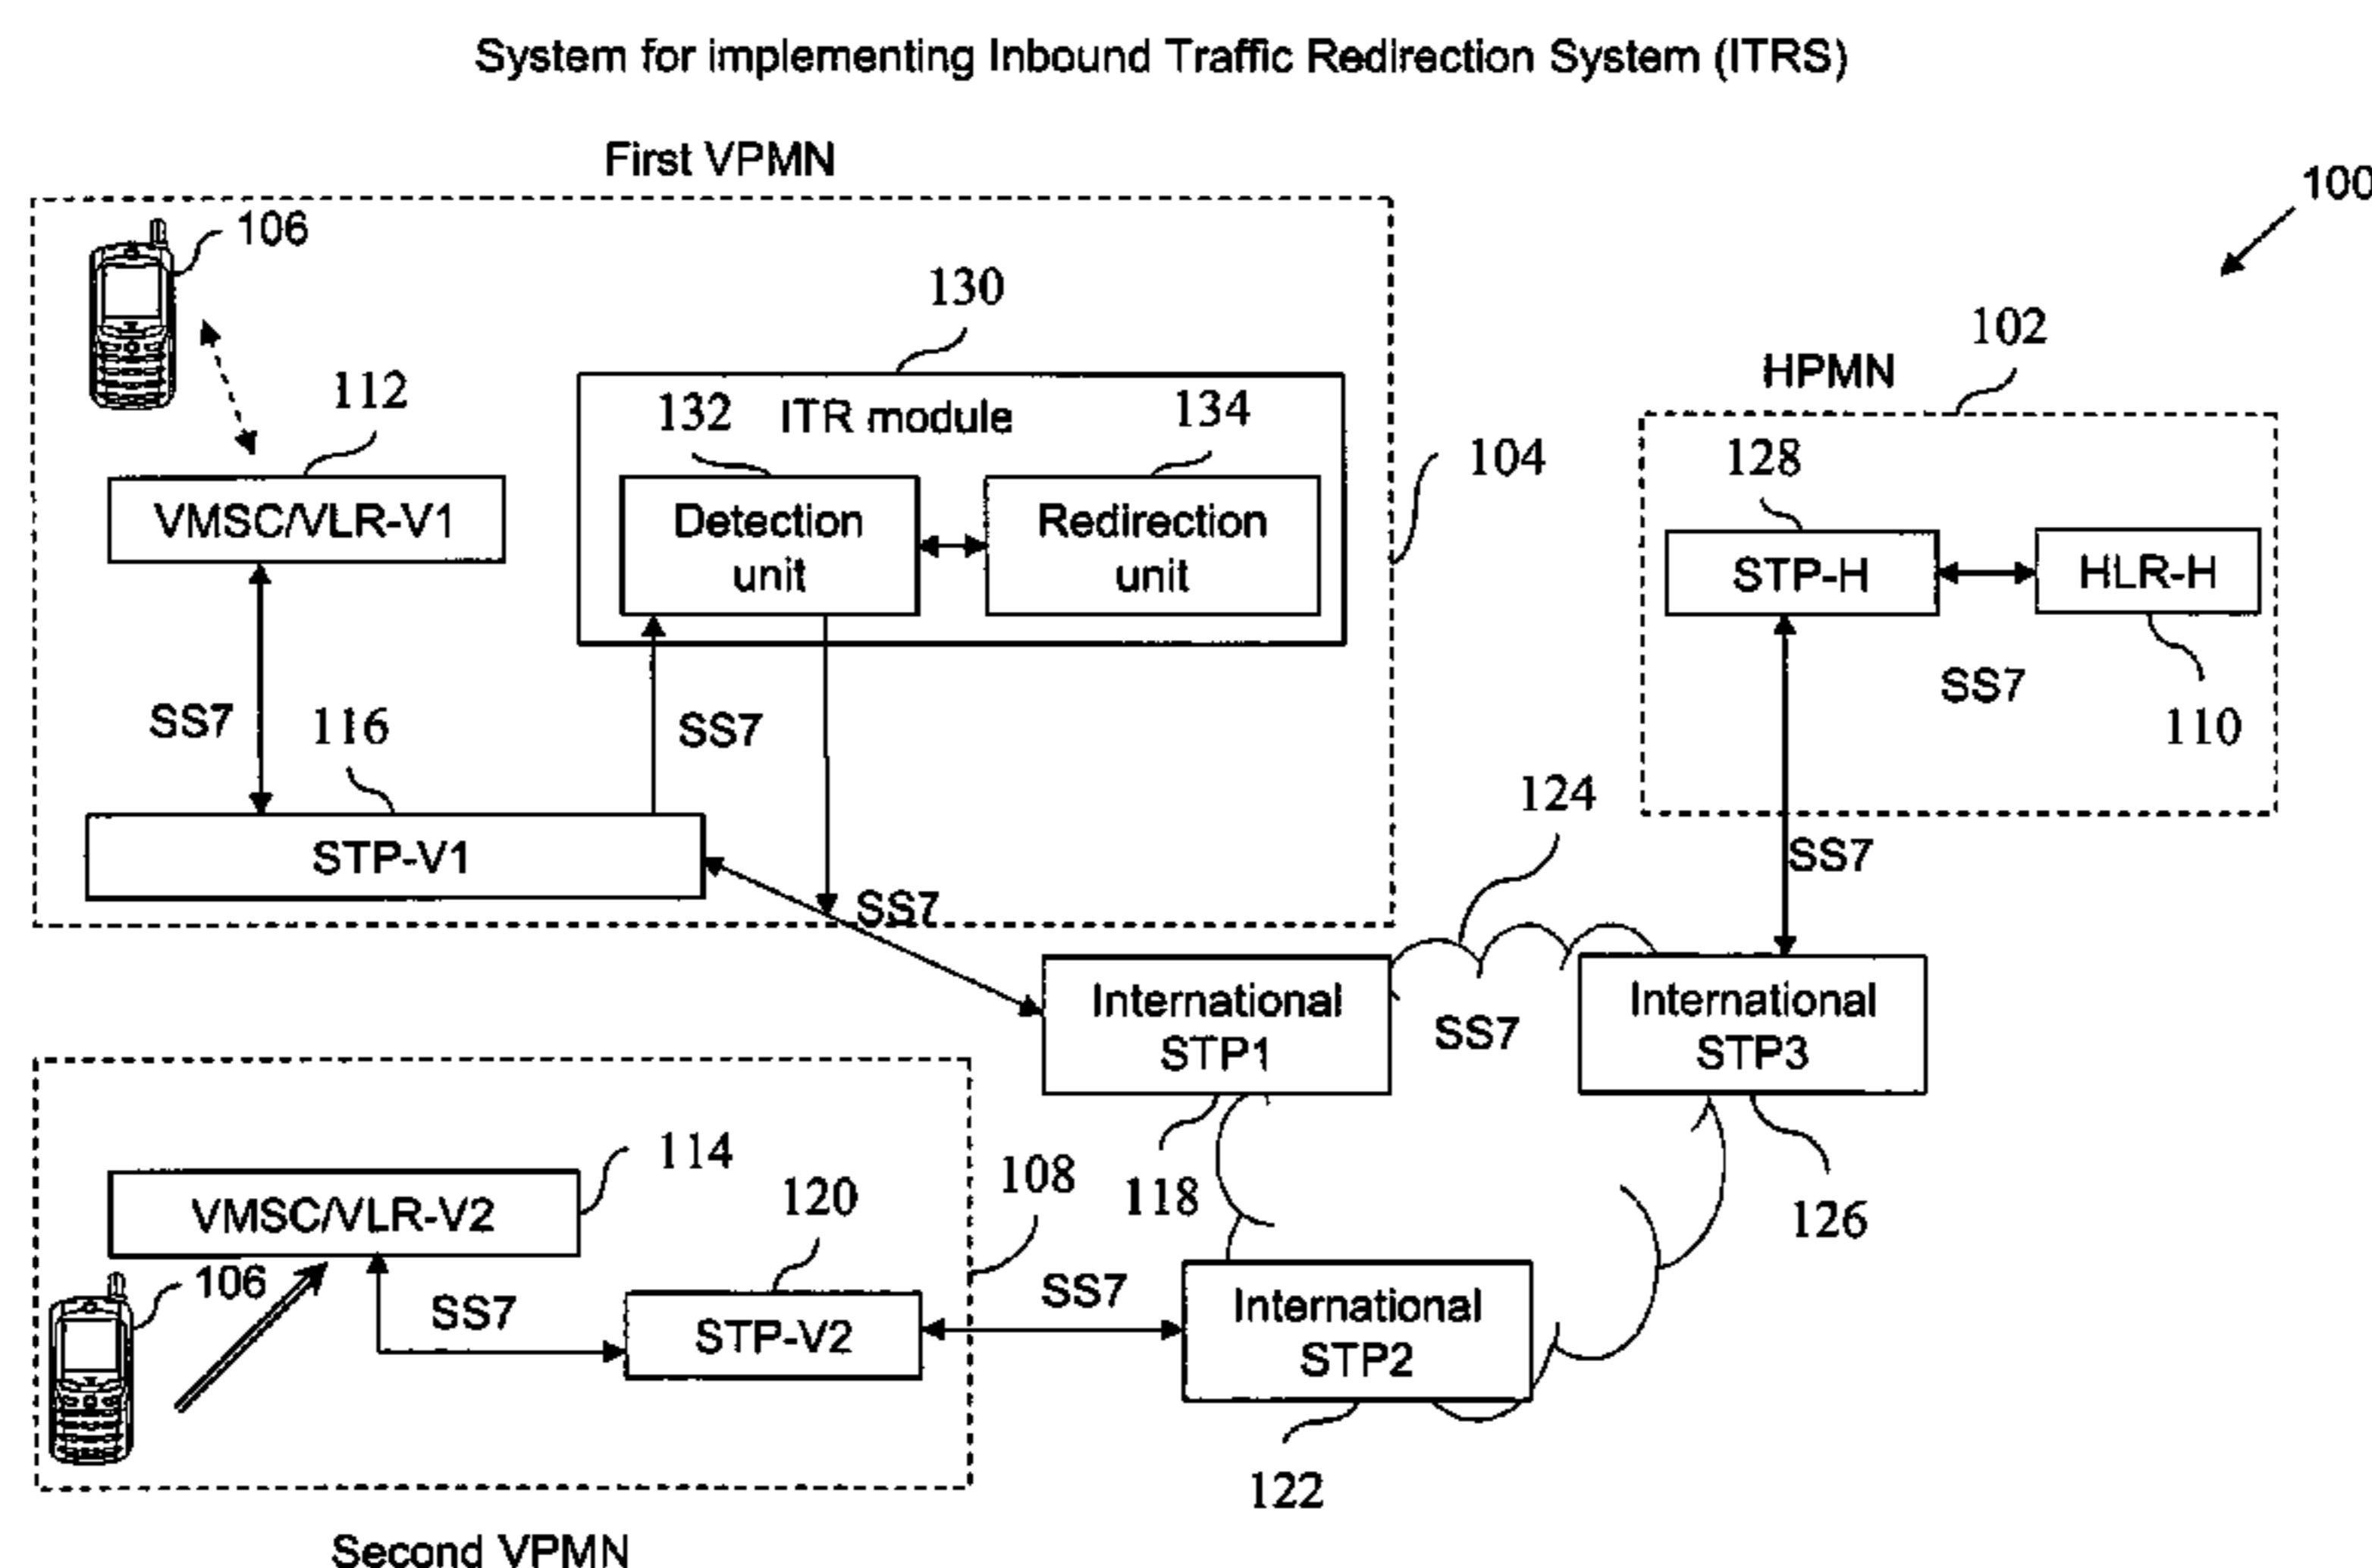 System for implementing Inbound Traffic Redirection System (ITRS)
First VPMN
100
106
130
102
HPMN
112
132
ITR module
134
104
128
VMSC/VLR-V1
Detection
unit
Redirection
unit
STP-H
HLR-H
SS7
116
SS7
SS7
110
124
STP-V1
SS7
SS7
International
STP1
SS7
International
STP3
114
108
118
126
VMSC/VLR-V2
120
106
SS7
STP-V2
SS7
International
STP2
122
Second VPMN